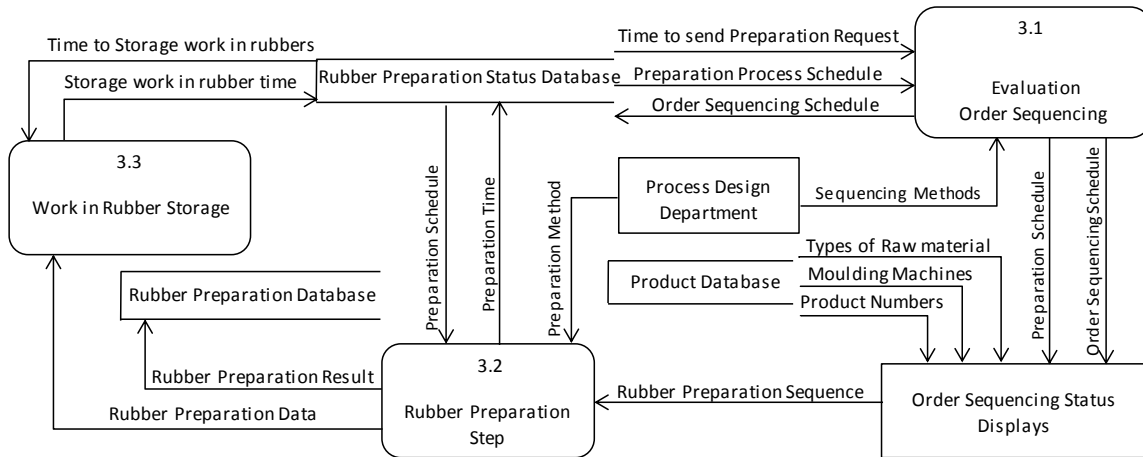 3.1
Time to Storage work in rubbers
Time to send Preparation Request
Storage work in rubber time
Rubber Preparation Status Database
Preparation Process Schedule
Evaluation
Order Sequencing
Order Sequencing Schedule
3.3
Work in Rubber Storage
Preparation Schedule
Preparation Time
Preparation Method
Process Design
Department
Sequencing Methods
Preparation Schedule
Order Sequencing Schedule
Types of Raw material
Rubber Preparation Database
Product Database
Moulding Machines
Product Numbers
3.2
Rubber Preparation
Step
Rubber Preparation Result
Rubber Preparation Data
Rubber Preparation Sequence
Order Sequencing Status
Displays